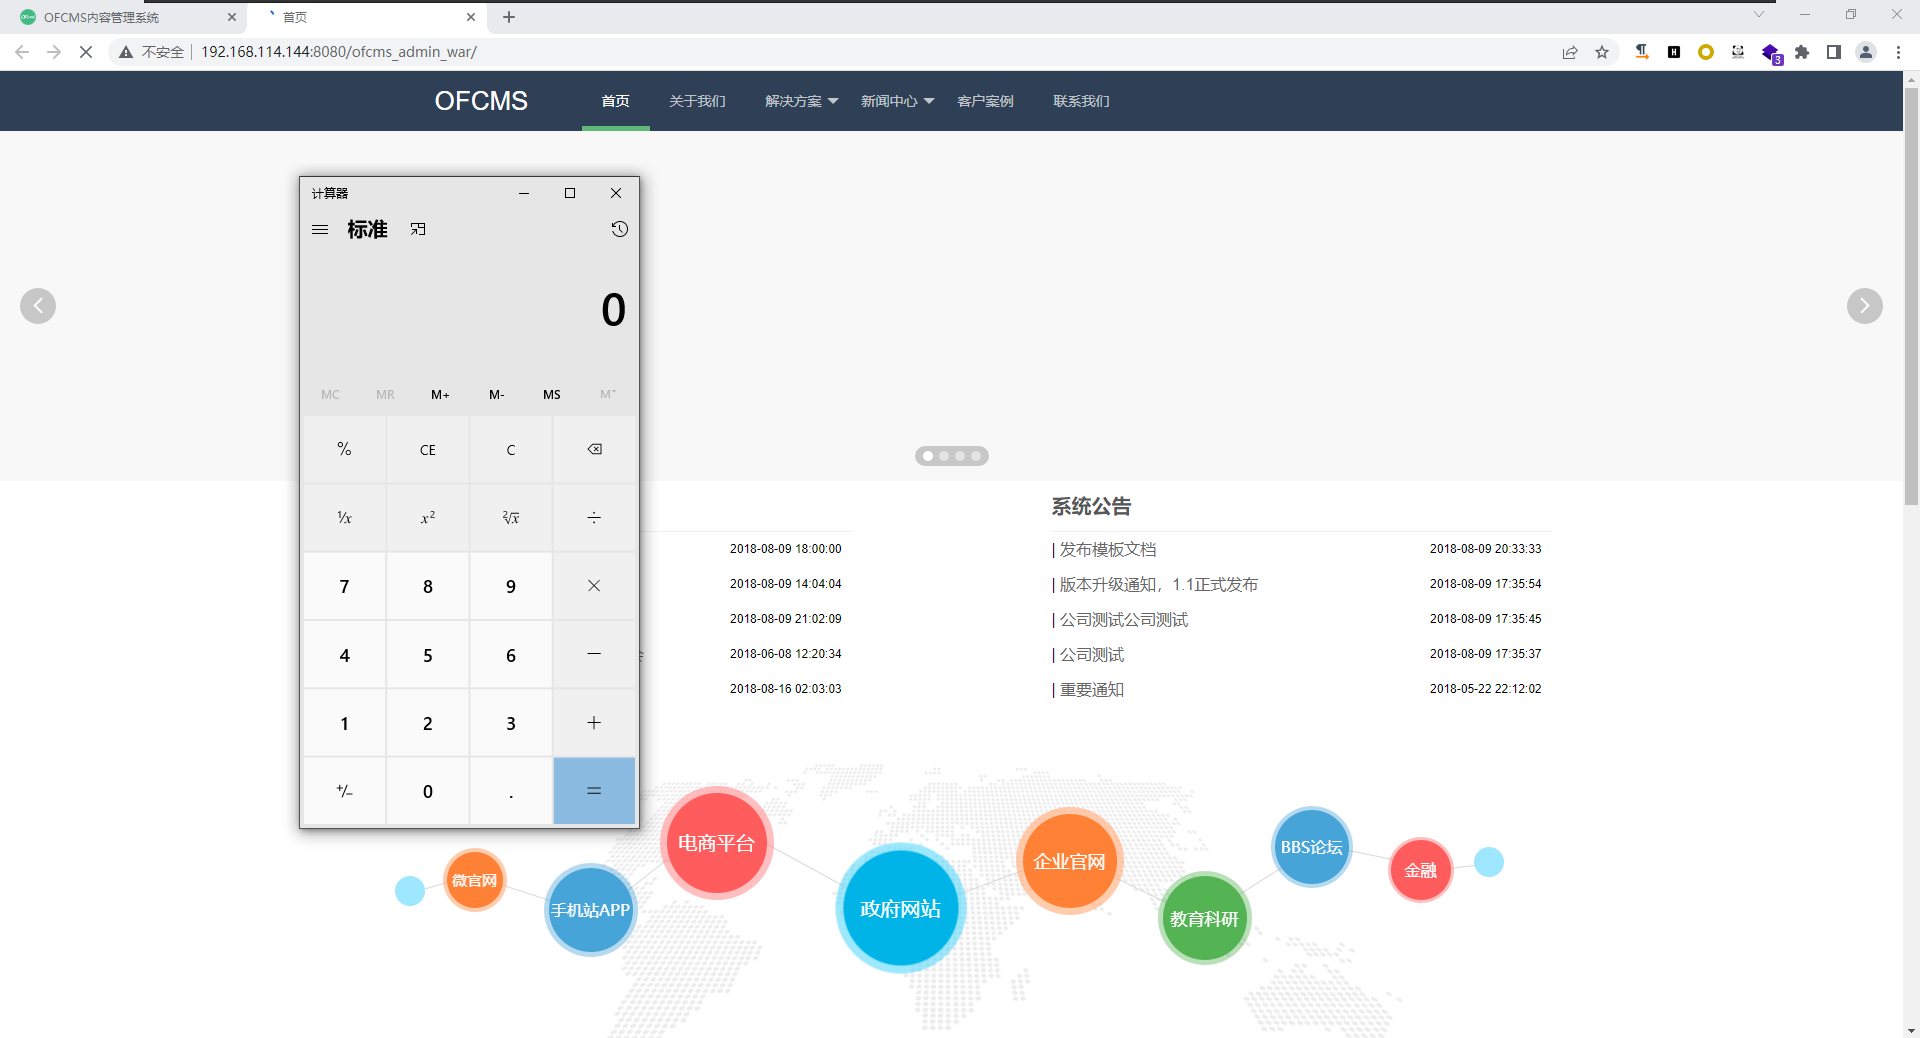 OFCMS内容管理系统
首页
不安全
192.168.114.144:8080/ofcms_admin_war/
3
OFCMS
首页
关于我们
解决方案
新闻中心
客户案例
联系我们
计算器
标准
0
MC MR M+ M- MS M˅
% CE C
¹/x x² ²√x ÷
7 8 9 ×
4 5 6 −
1 2 3 +
+/− 0 . =
2018-08-09 18:00:00
2018-08-09 14:04:04
2018-08-09 21:02:09
2018-06-08 12:20:34
2018-08-16 02:03:03
系统公告
| 发布模板文档 2018-08-09 20:33:33
| 版本升级通知，1.1正式发布 2018-08-09 17:35:54
| 公司测试公司测试 2018-08-09 17:35:45
| 公司测试 2018-08-09 17:35:37
| 重要通知 2018-05-22 22:12:02
微官网
手机站APP
电商平台
政府网站
企业官网
教育科研
BBS论坛
金融